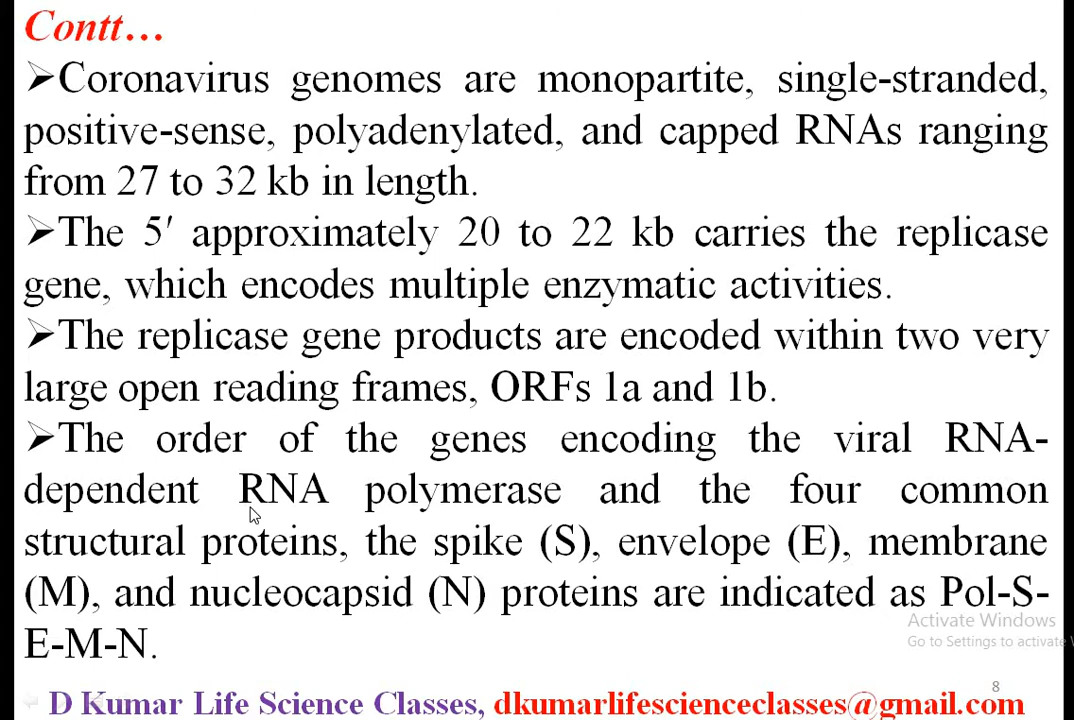 Contt…
➢Coronavirus genomes are monopartite, single-stranded,
positive-sense, polyadenylated, and capped RNAs ranging
from 27 to 32 kb in length.
➢The 5′ approximately 20 to 22 kb carries the replicase
gene, which encodes multiple enzymatic activities.
➢The replicase gene products are encoded within two very
large open reading frames, ORFs 1a and 1b.
➢The order of the genes encoding the viral RNA-
dependent RNA polymerase and the four common
structural proteins, the spike (S), envelope (E), membrane
(M), and nucleocapsid (N) proteins are indicated as Pol-S-
E-M-N.
Activate Windows
Go to Settings to activate W
8
D Kumar Life Science Classes, dkumarlifescienceclasses@gmail.com